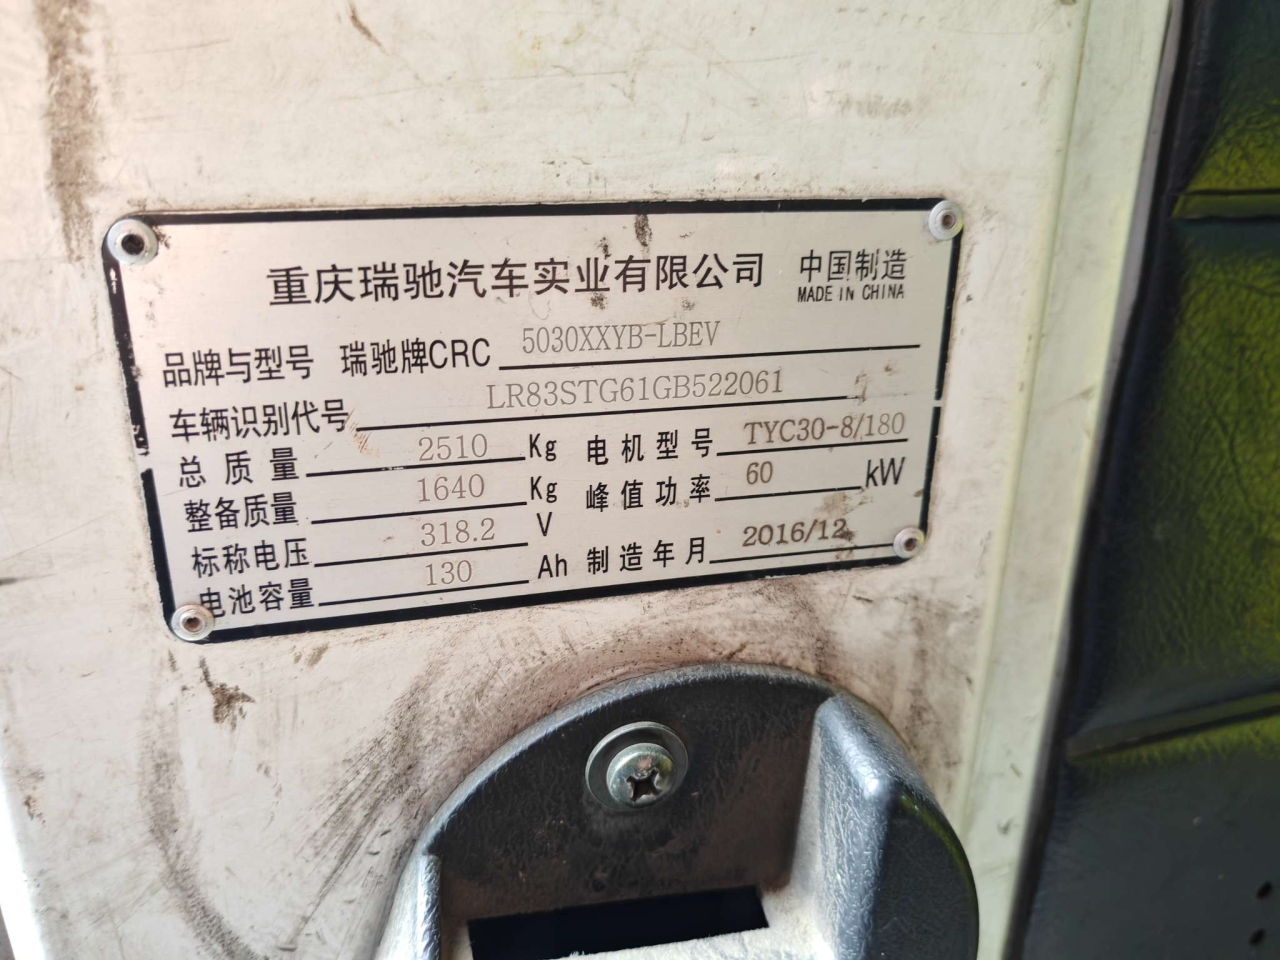 重庆瑞驰汽车实业有限公司 中国制造
MADE IN CHINA
品牌与型号 瑞驰牌CRC 5030XXYB-LBEV
车辆识别代号 LR83STG61GB522061
总质量 2510 Kg 电机型号 TYC30-8/180
整备质量 1640 Kg 峰值功率 60 kW
标称电压 318.2 V 制造年月 2016/12
电池容量 130 Ah